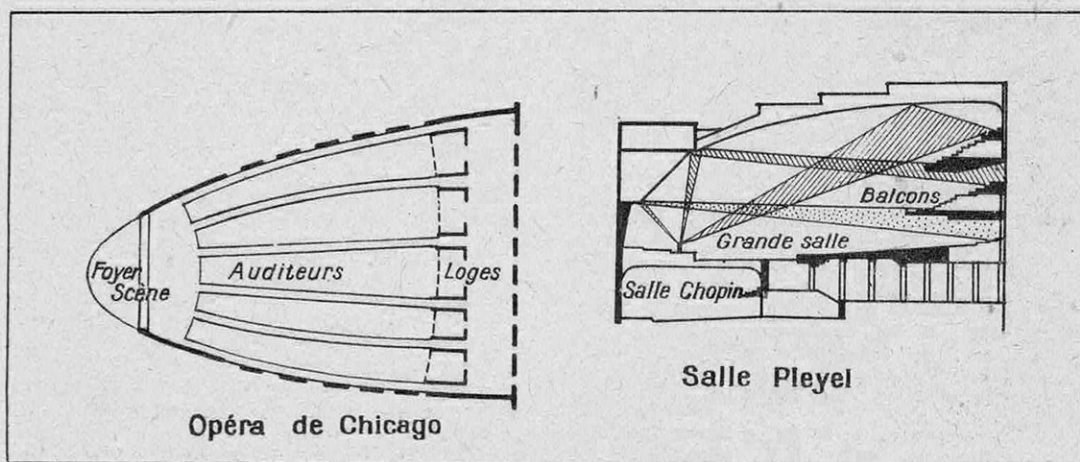 Foyer
Scène
Auditeurs
Loges
Opéra de Chicago
Balcons
Grande salle
Salle Chopin
Salle Pleyel